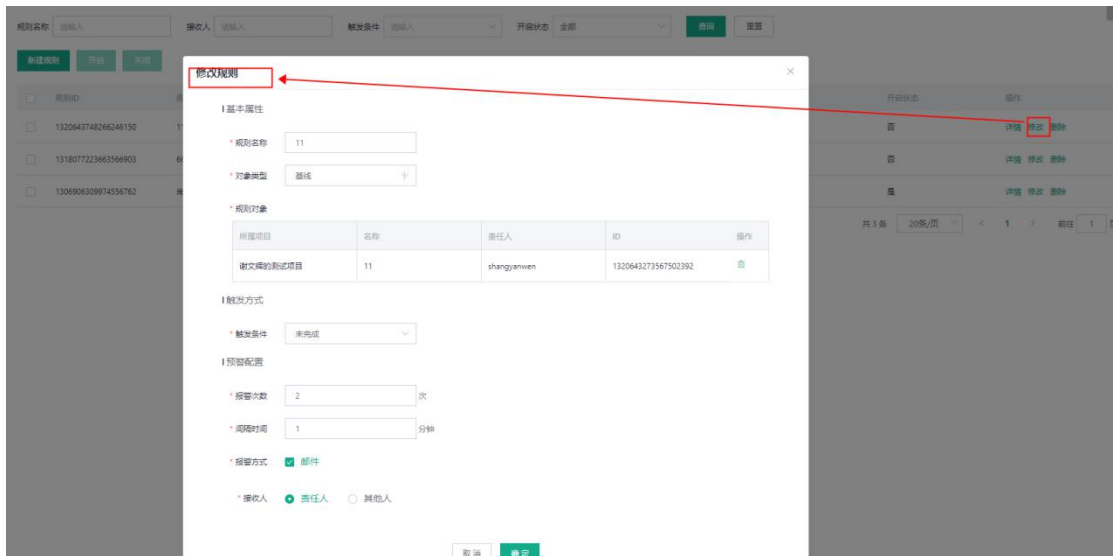 规则名称 请输入 接收人 请输入 触发条件 请输入 开启状态 全部 查询 重置
新建规则 开启 关闭
修改规则
规则ID 开启状态 操作
基本属性
1320643748266246150 否 详情 修改 删除
* 规则名称 11
1318077223663566903 否 详情 修改 删除
* 对象类型 基线
1306906309974556762 是 详情 修改 删除
* 规则对象
共 3 条 20条/页 < 1 > 前往 1
所属项目 名称 责任人 ID 操作
谢文嫘的测试项目 11 shangyanwen 1320643273567502392
触发方式
* 触发条件 未完成
预警配置
* 报警次数 2 次
* 间隔时间 1 分钟
* 报警方式 邮件
* 接收人 责任人 其他人
取消 确定